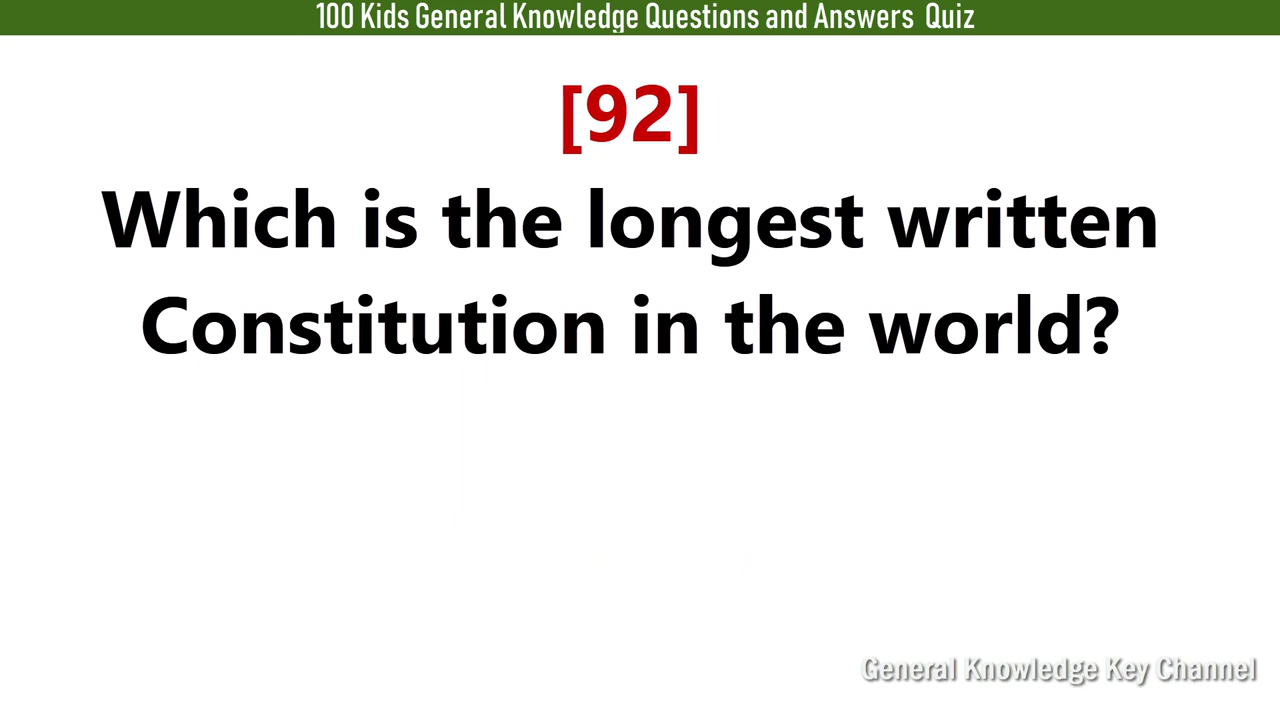 100 Kids General Knowledge Questions and Answers Quiz
[92]
Which is the longest written
Constitution in the world?
General Knowledge Key Channel